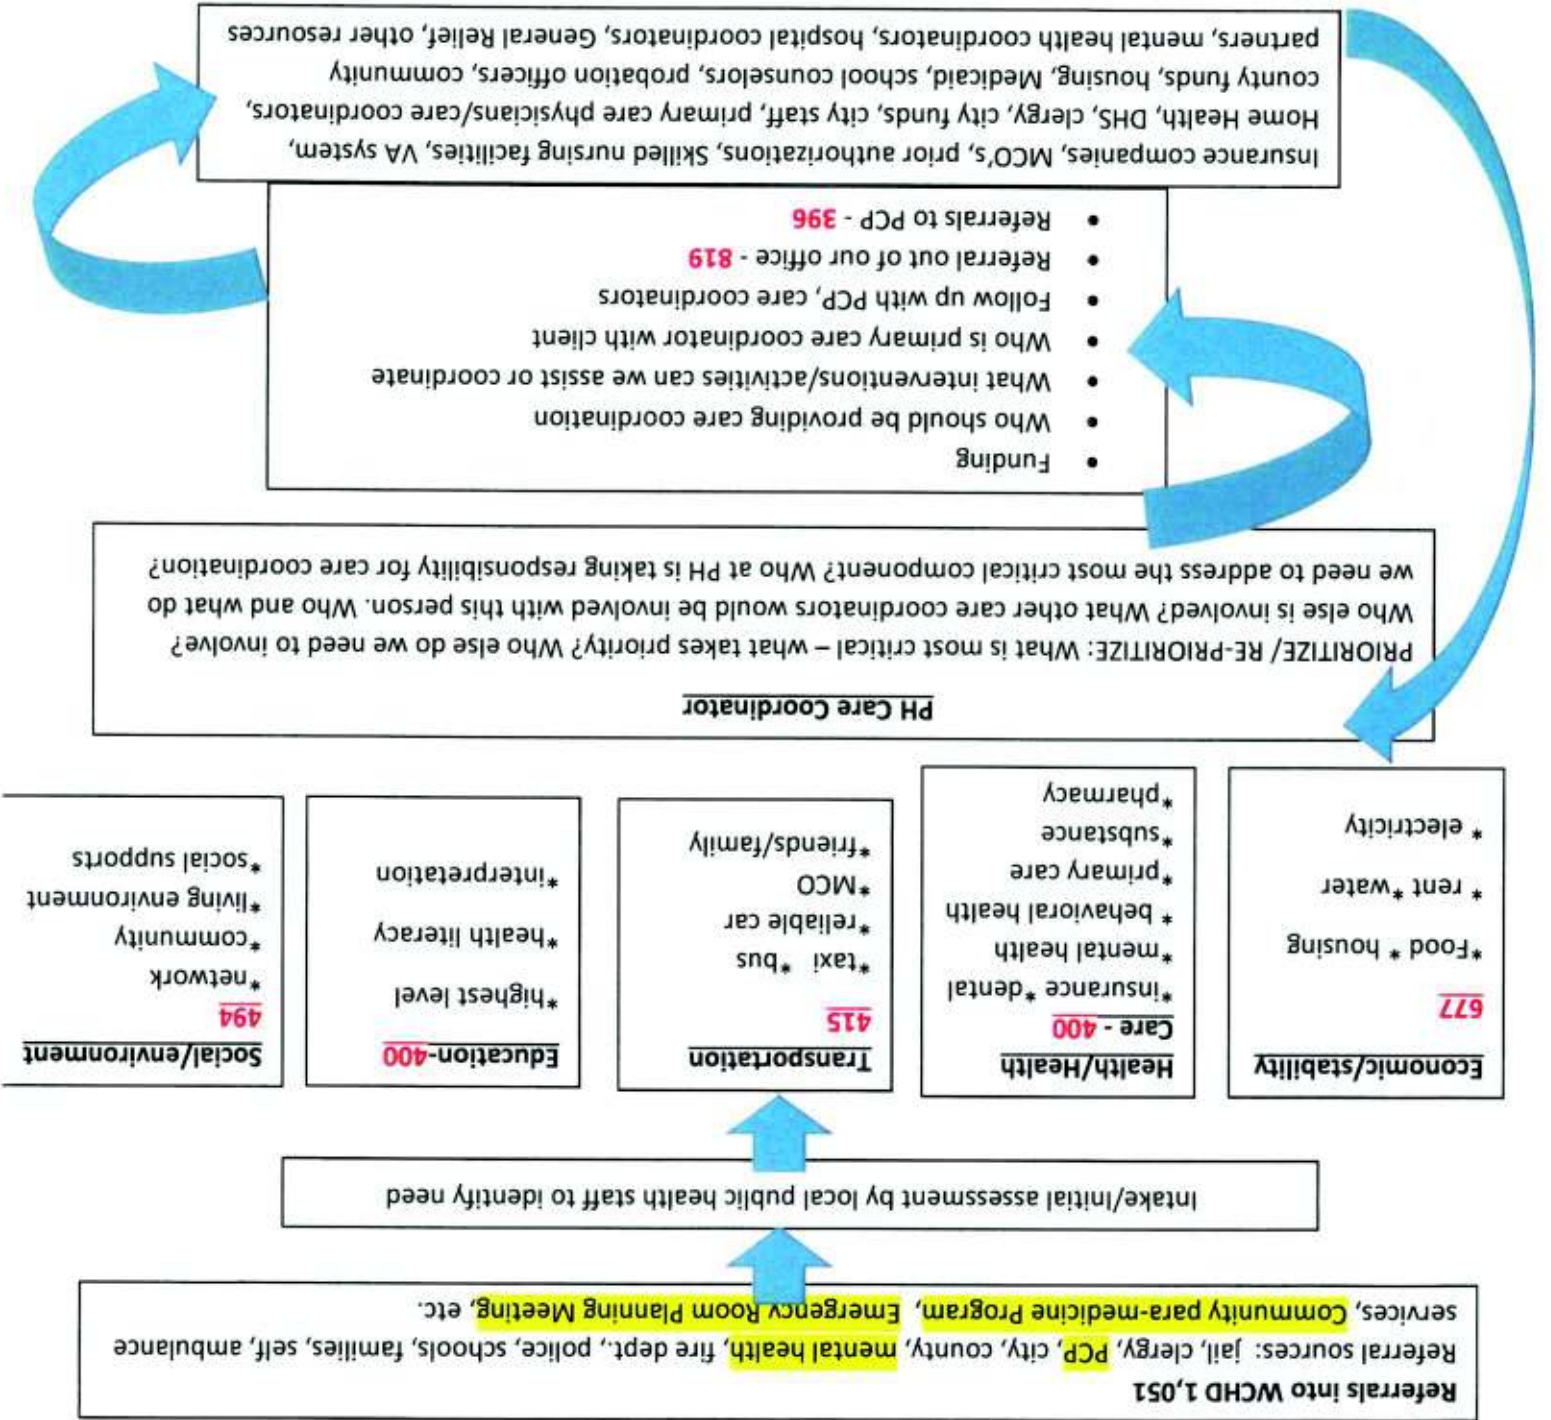 Referrals into WCHD 1,051
Referral sources: jail, clergy, PCP, city, county, mental health, fire dept., police, schools, families, self, ambulance
services, Community para-medicine Program, Emergency Room Planning Meeting, etc.
Intake/Initial assessment by local public health staff to identify need
Economic/stability
677
*Food * housing
* rent *water
* electricity
Health/Health
Care - 400
*insurance *dental
*mental health
* behavioral health
*primary care
*substance
*pharmacy
Transportation
415
*taxi *bus
*reliable car
*MCO
*friends/family
Education-400
*highest level
*health literacy
*interpretation
Social/environment
494
*network
*community
*living environment
*social supports
PH Care Coordinator
PRIORITIZE/ RE-PRIORITIZE: What is most critical – what takes priority? Who else do we need to involve?
Who else is involved? What other care coordinators would be involved with this person. Who and what do
we need to address the most critical component? Who at PH is taking responsibility for care coordination?
• Funding
• Who should be providing care coordination
• What interventions/activities can we assist or coordinate
• Who is primary care coordinator with client
• Follow up with PCP, care coordinators
• Referral out of our office - 819
• Referrals to PCP - 396
Insurance companies, MCO's, prior authorizations, Skilled nursing facilities, VA system,
Home Health, DHS, clergy, city funds, city staff, primary care physicians/care coordinators,
county funds, housing, Medicaid, school counselors, probation officers, community
partners, mental health coordinators, hospital coordinators, General Relief, other resources